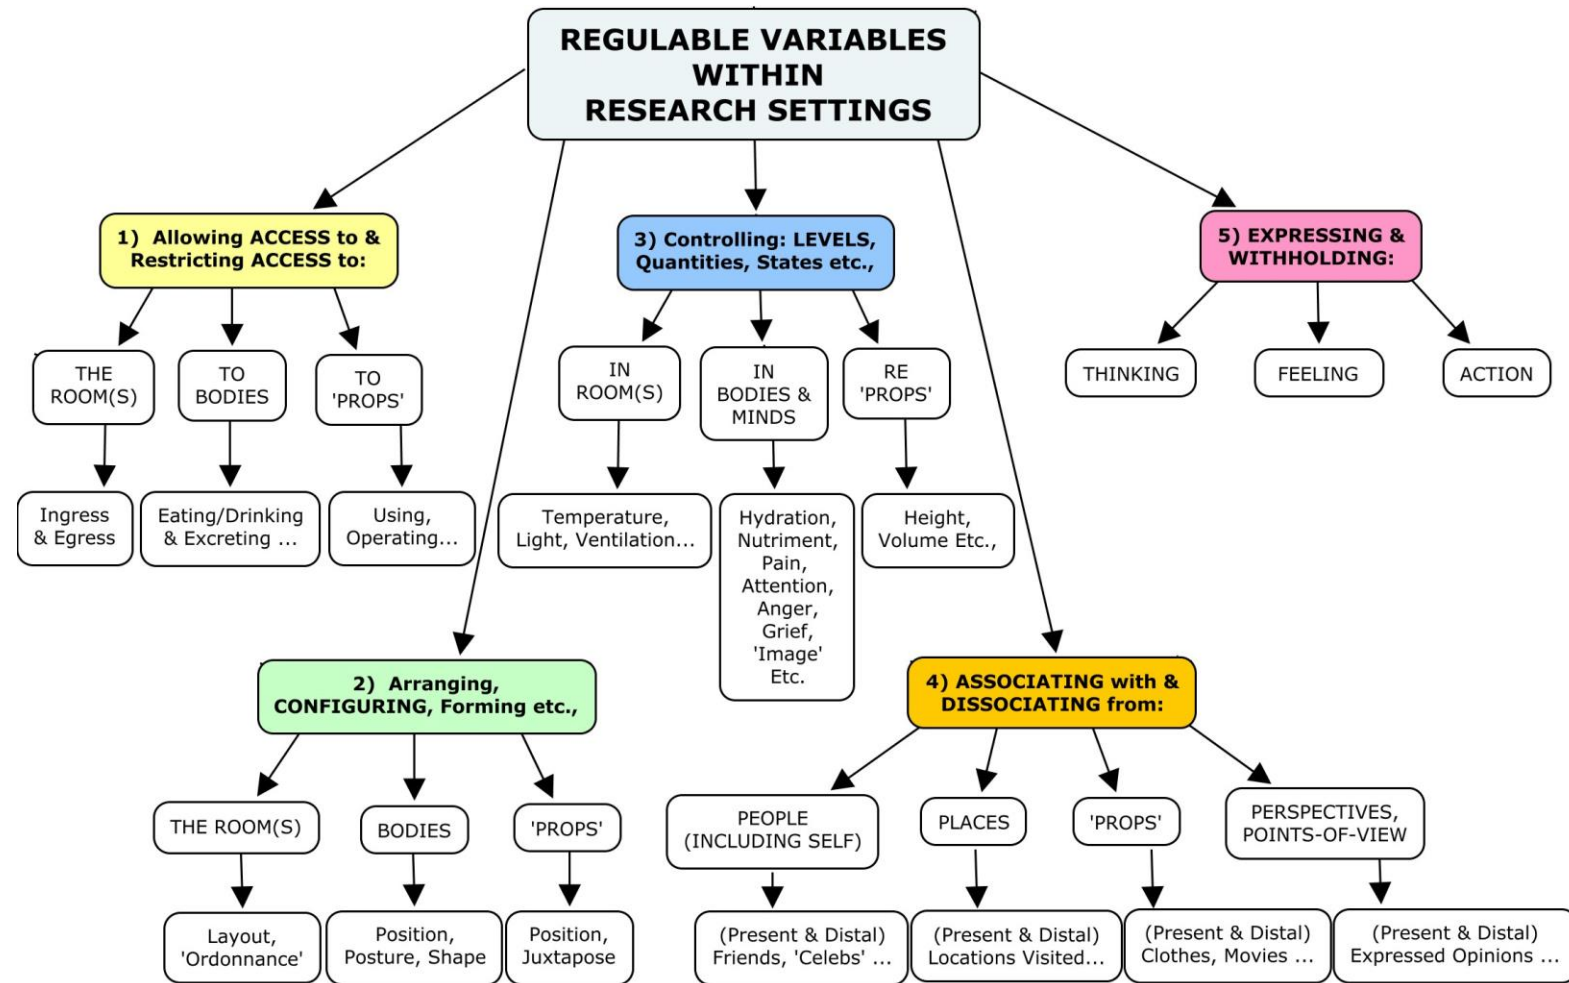 REGULABLE VARIABLES
WITHIN
RESEARCH SETTINGS
1)  Allowing ACCESS to &
Restricting ACCESS to:
THE
ROOM(S)
TO
BODIES
TO
'PROPS'
Ingress
& Egress
Eating/Drinking
& Excreting ...
Using,
Operating...
3) Controlling: LEVELS,
Quantities, States etc.,
IN
ROOM(S)
IN
BODIES &
MINDS
RE
'PROPS'
Temperature,
Light, Ventilation...
Hydration,
Nutriment,
Pain,
Attention,
Anger,
Grief,
'Image'
Etc.
Height,
Volume Etc.,
5) EXPRESSING &
WITHHOLDING:
THINKING
FEELING
ACTION
2)  Arranging,
CONFIGURING, Forming etc.,
THE ROOM(S)
BODIES
'PROPS'
Layout,
'Ordonnance'
Position,
Posture, Shape
Position,
Juxtapose
4) ASSOCIATING with &
DISSOCIATING from:
PEOPLE
(INCLUDING SELF)
PLACES
'PROPS'
PERSPECTIVES,
POINTS-OF-VIEW
(Present & Distal)
Friends, 'Celebs' ...
(Present & Distal)
Locations Visited...
(Present & Distal)
Clothes, Movies ...
(Present & Distal)
Expressed Opinions ...